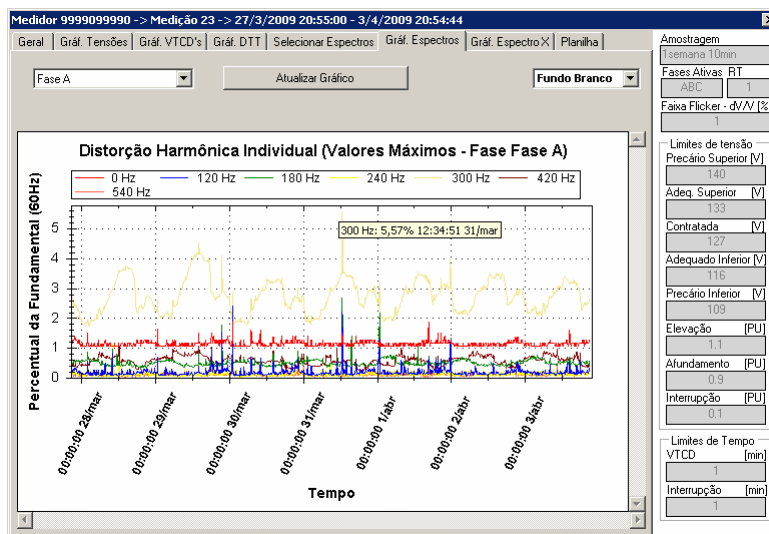 Medidor 9999099990 -> Medição 23 -> 27/3/2009 20:55:00 - 3/4/2009 20:54:44
Geral Gráf. Tensões Gráf. VTCD's Gráf. DTT Selecionar Espectros Gráf. Espectros Gráf. Espectro X Planilha
Fase A
Atualizar Gráfico
Fundo Branco
Distorção Harmônica Individual (Valores Máximos - Fase Fase A)
0 Hz 120 Hz 180 Hz 240 Hz 300 Hz 420 Hz
540 Hz
Percentual da Fundamental (60Hz)
5
4
3
2
1
0
300 Hz: 5,57% 12:34:51 31/mar
00:00:00 28/mar
00:00:00 29/mar
00:00:00 30/mar
00:00:00 31/mar
00:00:00 1/abr
00:00:00 2/abr
00:00:00 3/abr
Tempo
Amostragem
1semana 10min
Fases Ativas RT
ABC 1
Faixa Flicker - dV/V [%
1
Limites de tensão
Precário Superior [V]
140
Adeq. Superior [V]
133
Contratada [V]
127
Adequado Inferior [V]
116
Precário Inferior [V]
109
Elevação [PU]
1.1
Afundamento [PU]
0.9
Interrupção [PU]
0.1
Limites de Tempo
VTCD [min]
1
Interrupção [min]
1